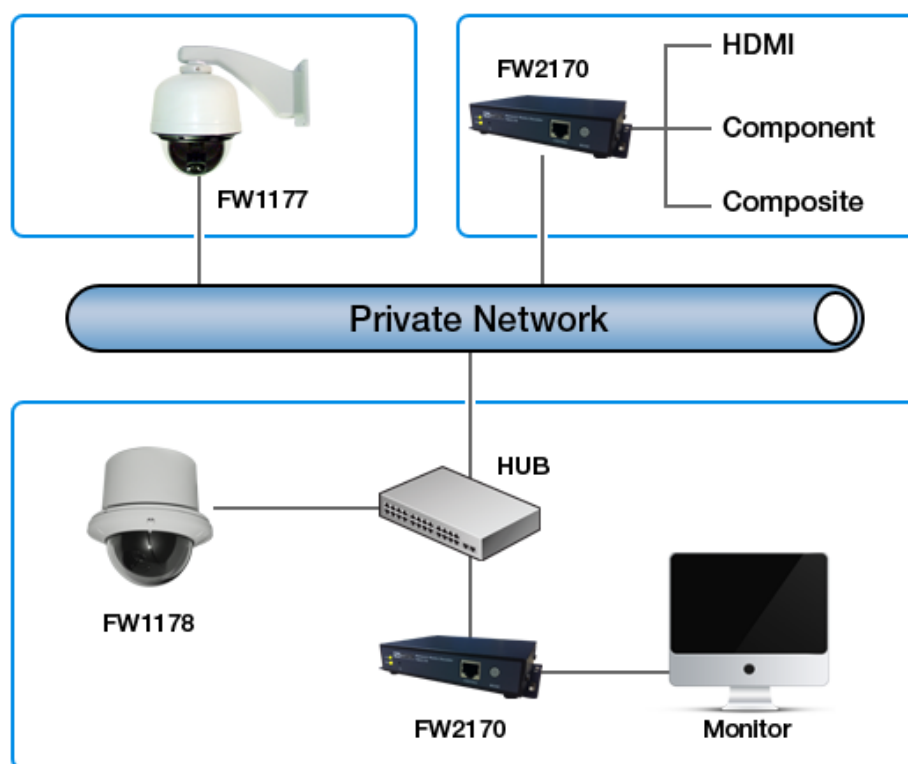 FW1177
FW2170
HDMI
Component
Composite
Private Network
HUB
FW1178
FW2170
Monitor